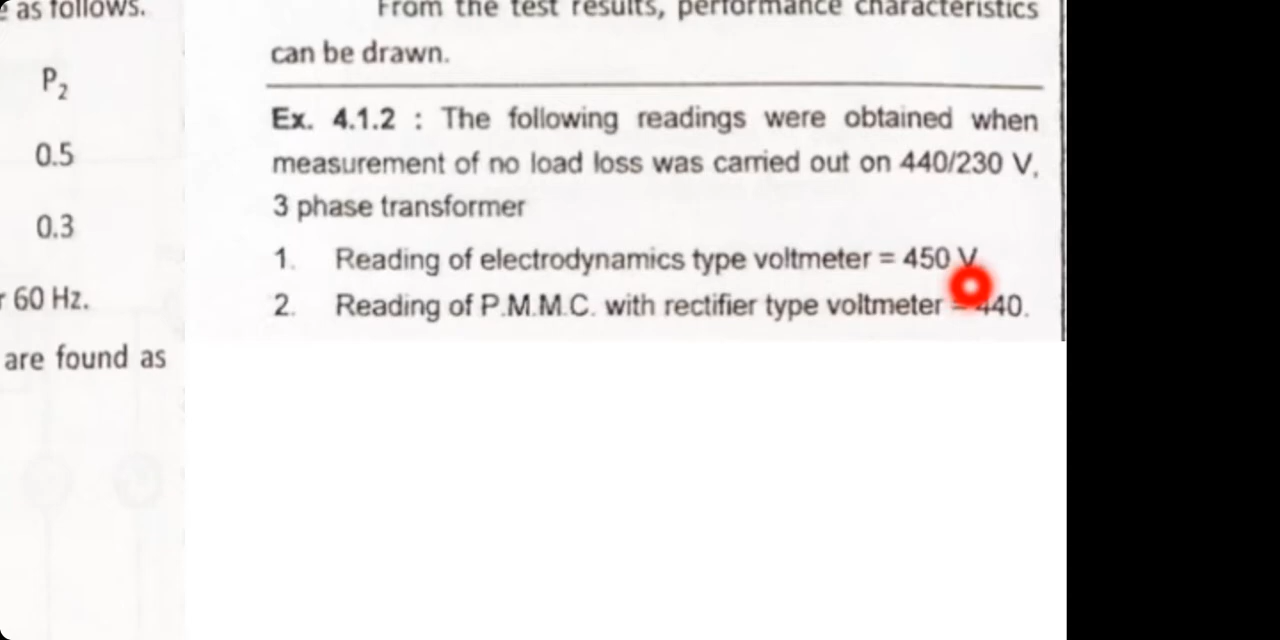 e as follows.
P2
0.5
0.3
r 60 Hz.
are found as
From the test results, performance characteristics
can be drawn.
Ex. 4.1.2 : The following readings were obtained when
measurement of no load loss was carried out on 440/230 V,
3 phase transformer
1. Reading of electrodynamics type voltmeter = 450 V
2. Reading of P.M.M.C. with rectifier type voltmeter = 440.